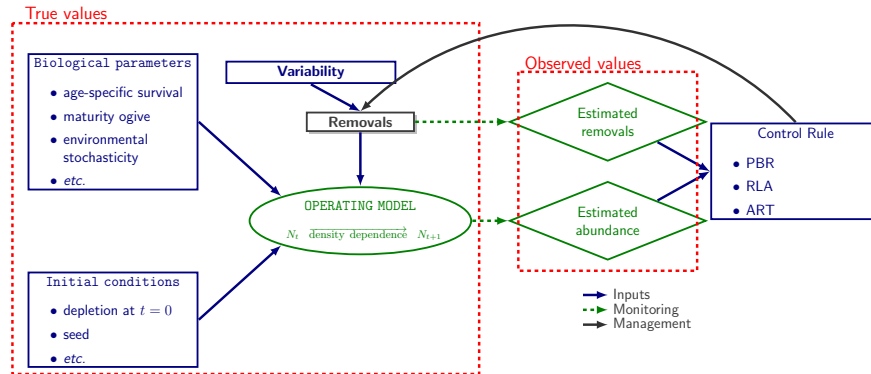 True values
Biological parameters
• age-specific survival
• maturity ogive
• environmental
stochasticity
• etc.
Variability
Removals
OPERATING MODEL
N_t density dependence N_{t+1}
Initial conditions
• depletion at t = 0
• seed
• etc.
Observed values
Estimated
removals
Estimated
abundance
Control Rule
• PBR
• RLA
• ART
Inputs
Monitoring
Management